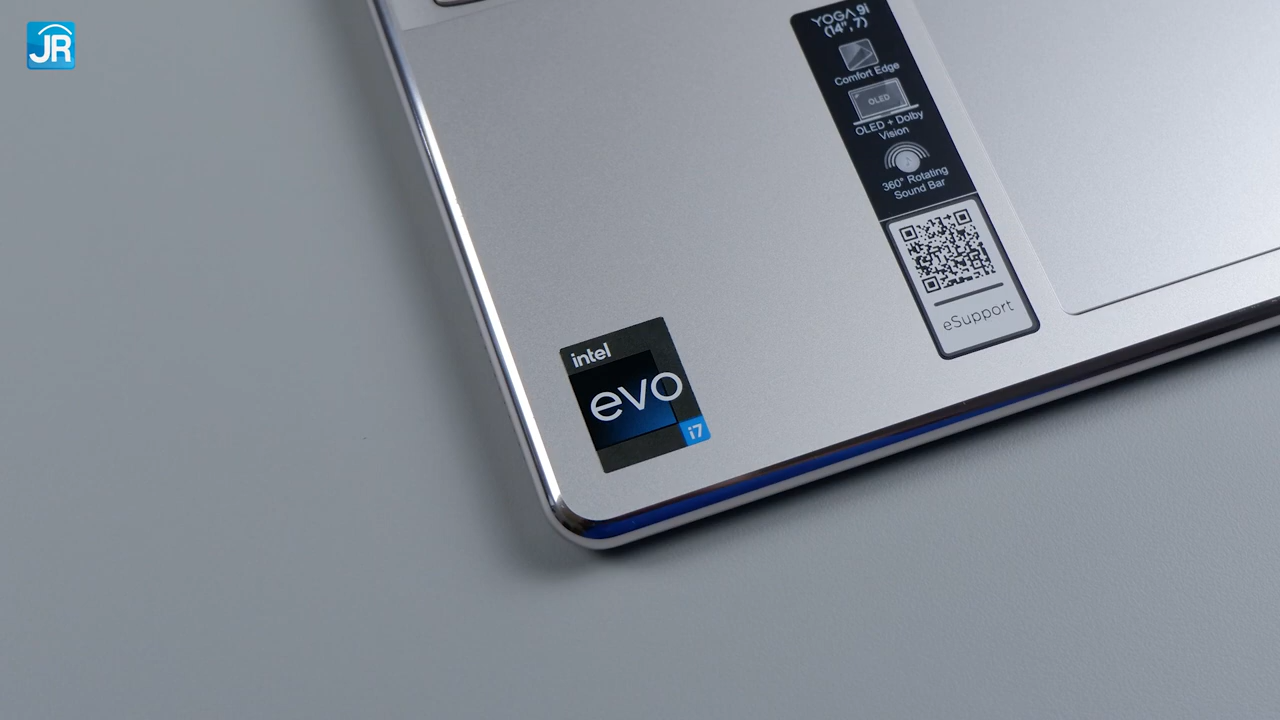 JR
YOGA 9i
(14", 7)
Comfort Edge
OLED
OLED + Dolby
Vision
360° Rotating
Sound Bar
eSupport
intel
evo
i7